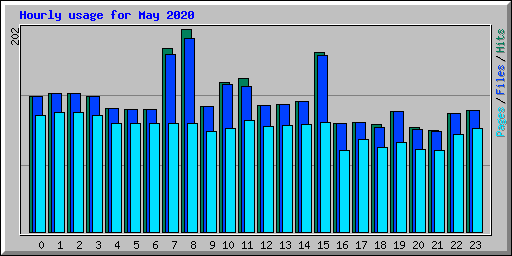 Hourly usage for May 2020
202
Pages/Files/Hits
0 1 2 3 4 5 6 7 8 9 10 11 12 13 14 15 16 17 18 19 20 21 22 23